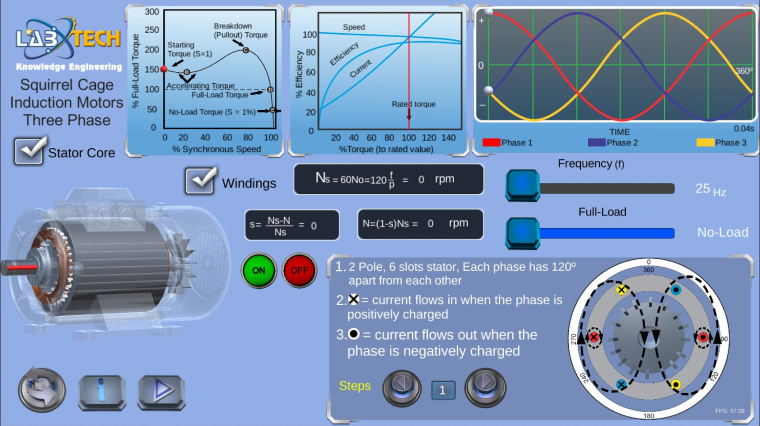 LAB TECH
Knowledge Engineering
Squirrel Cage
Induction Motors
Three Phase
Stator Core
% Full-Load Torque
300
250
200
150
100
50
0
Breakdown
(Pullout) Torque
Starting
Torque (S=1)
Accelerating Torque
Full-Load Torque
No-Load Torque (S = 1%)
0 20 40 60 80 100
% Synchronous Speed
% Efficiency
100
80
60
40
20
0
Speed
Efficiency
Current
Rated torque
20 40 60 80 100 120 140
%Torque (to rated value)
+
0
−
360º
TIME
0.04s
Phase 1
Phase 2
Phase 3
Windings
Ns = 60No=120 f/p = 0 rpm
s= Ns-N/Ns = 0
N=(1-s)Ns = 0 rpm
Frequency (f)
25 Hz
Full-Load
No-Load
ON
OFF
1. 2 Pole, 6 slots stator, Each phase has 120º
apart from each other
2. = current flows in when the phase is
positively charged
3. = current flows out when the
phase is negatively charged
Steps
1
0
360
90
120
180
240
270
FPS: 57.09
i